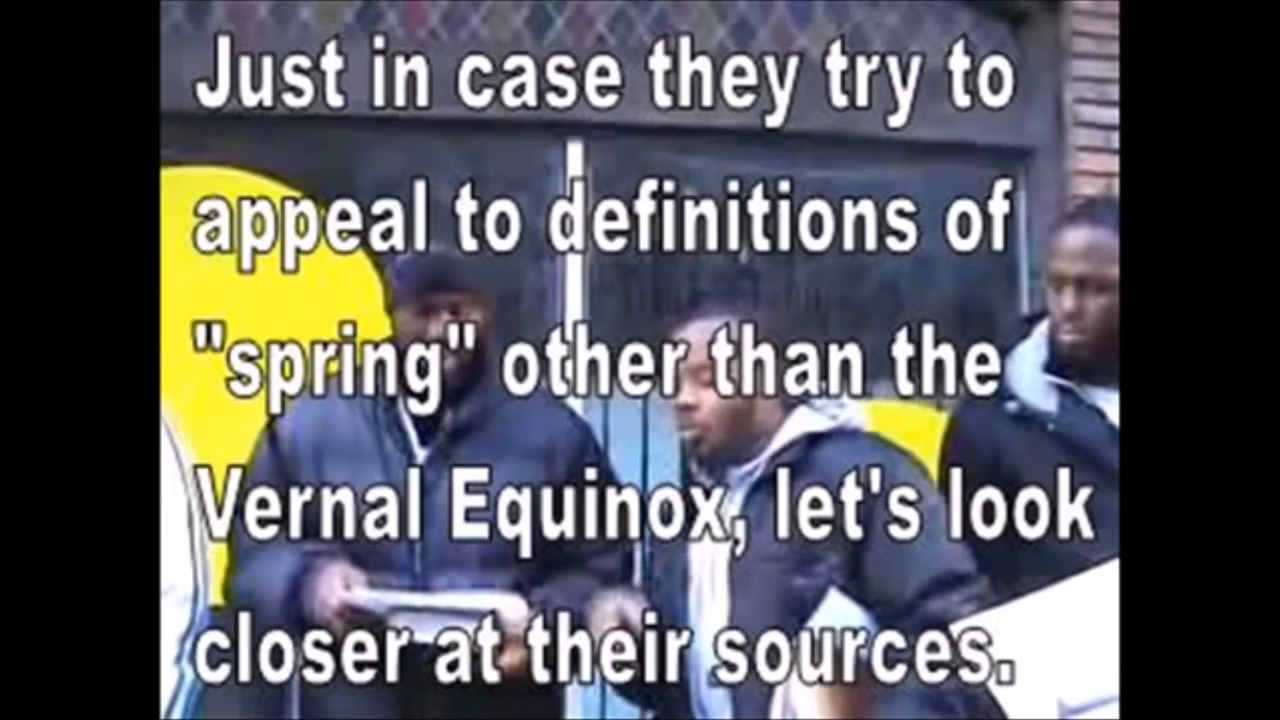 Just in case they try to
appeal to definitions of
"spring" other than the
Vernal Equinox, let's look
closer at their sources.